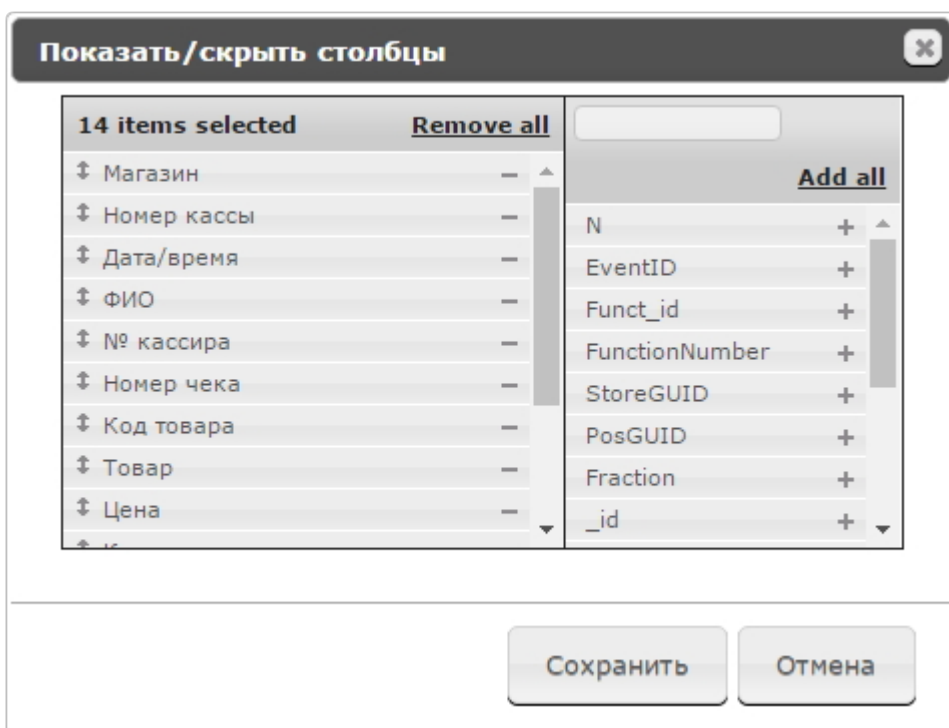 Показать/скрыть столбцы
14 items selected Remove all
Магазин
Номер кассы
Дата/время
ФИО
№ кассира
Номер чека
Код товара
Товар
Цена
Add all
N
EventID
Funct_id
FunctionNumber
StoreGUID
PosGUID
Fraction
_id
Сохранить Отмена